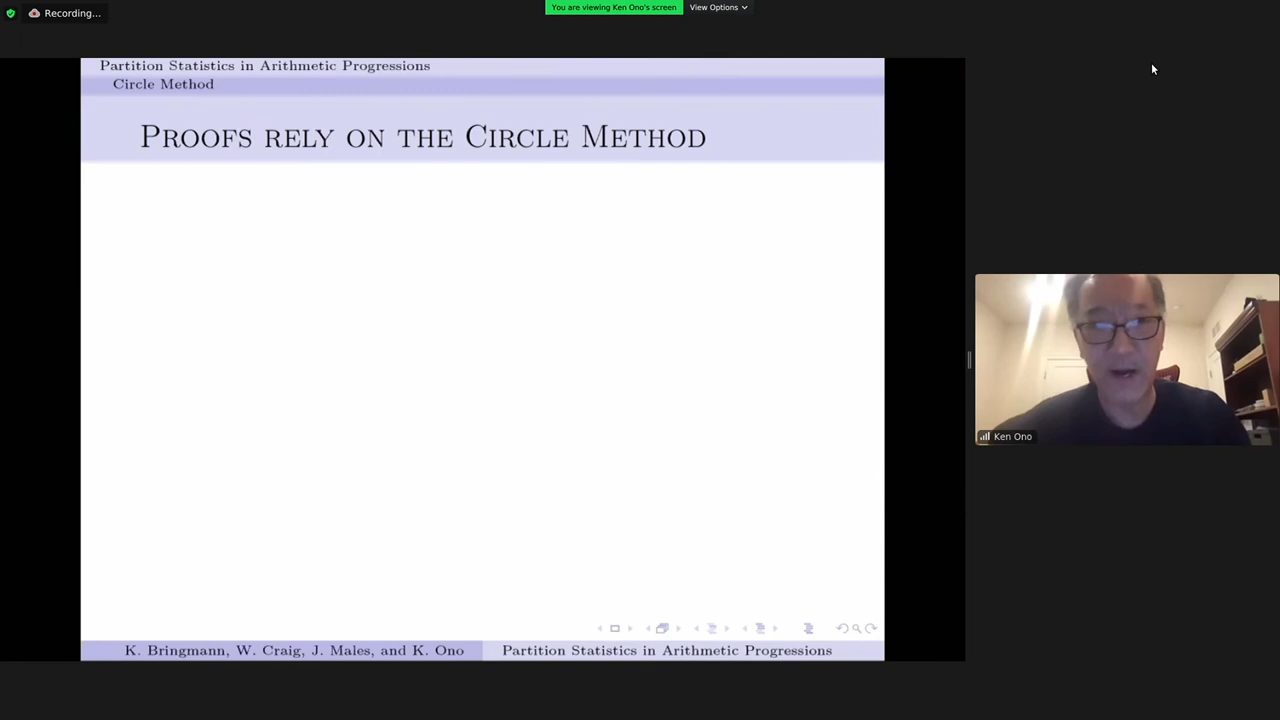 Recording...
You are viewing Ken Ono's screen
View Options
Partition Statistics in Arithmetic Progressions
Circle Method
Proofs rely on the Circle Method
Ken Ono
K. Bringmann, W. Craig, J. Males, and K. Ono
Partition Statistics in Arithmetic Progressions